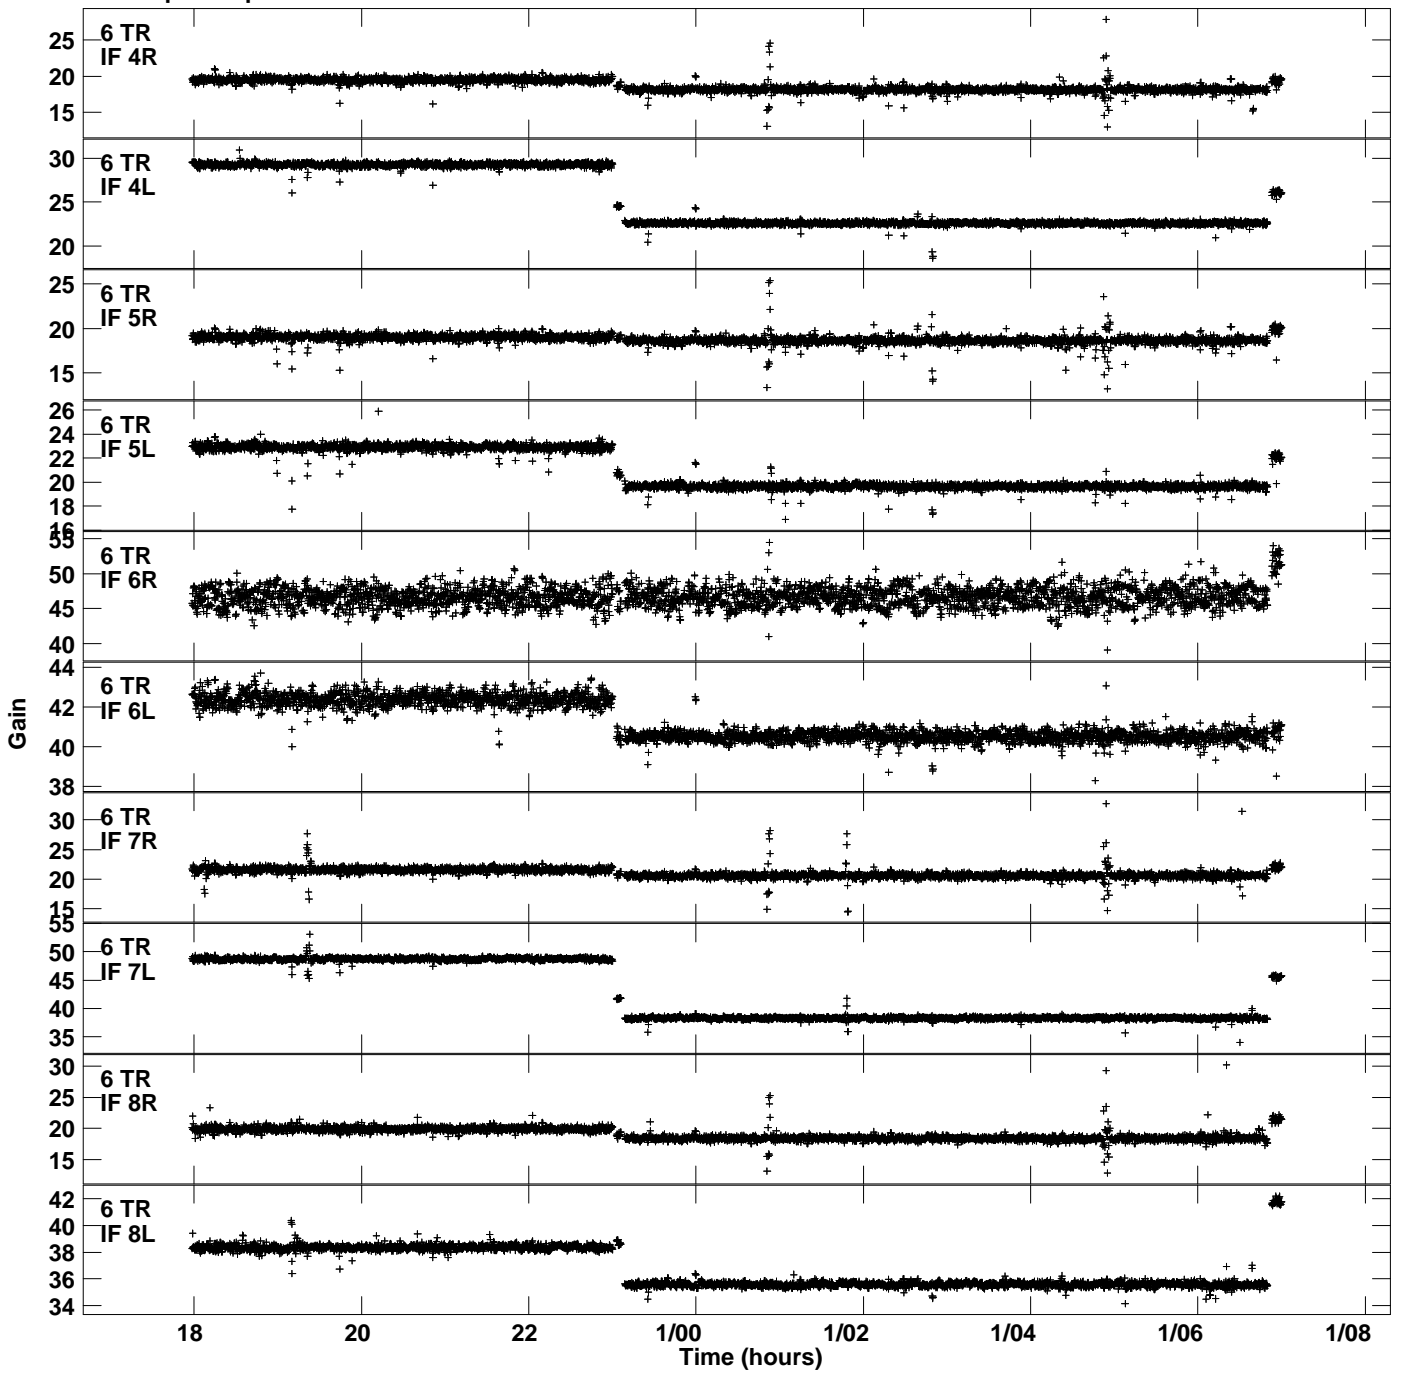 6 TR
IF 4R
25
20
15
6 TR
IF 4L
30
25
20
6 TR
IF 5R
25
20
15
6 TR
IF 5L
26
24
22
20
18
16
6 TR
IF 6R
55
50
45
40
6 TR
IF 6L
44
42
40
38
6 TR
IF 7R
30
25
20
15
6 TR
IF 7L
55
50
45
40
35
6 TR
IF 8R
30
25
20
15
6 TR
IF 8L
42
40
38
36
34
Gain
18 20 22 1/00 1/02 1/04 1/06 1/08
Time (hours)